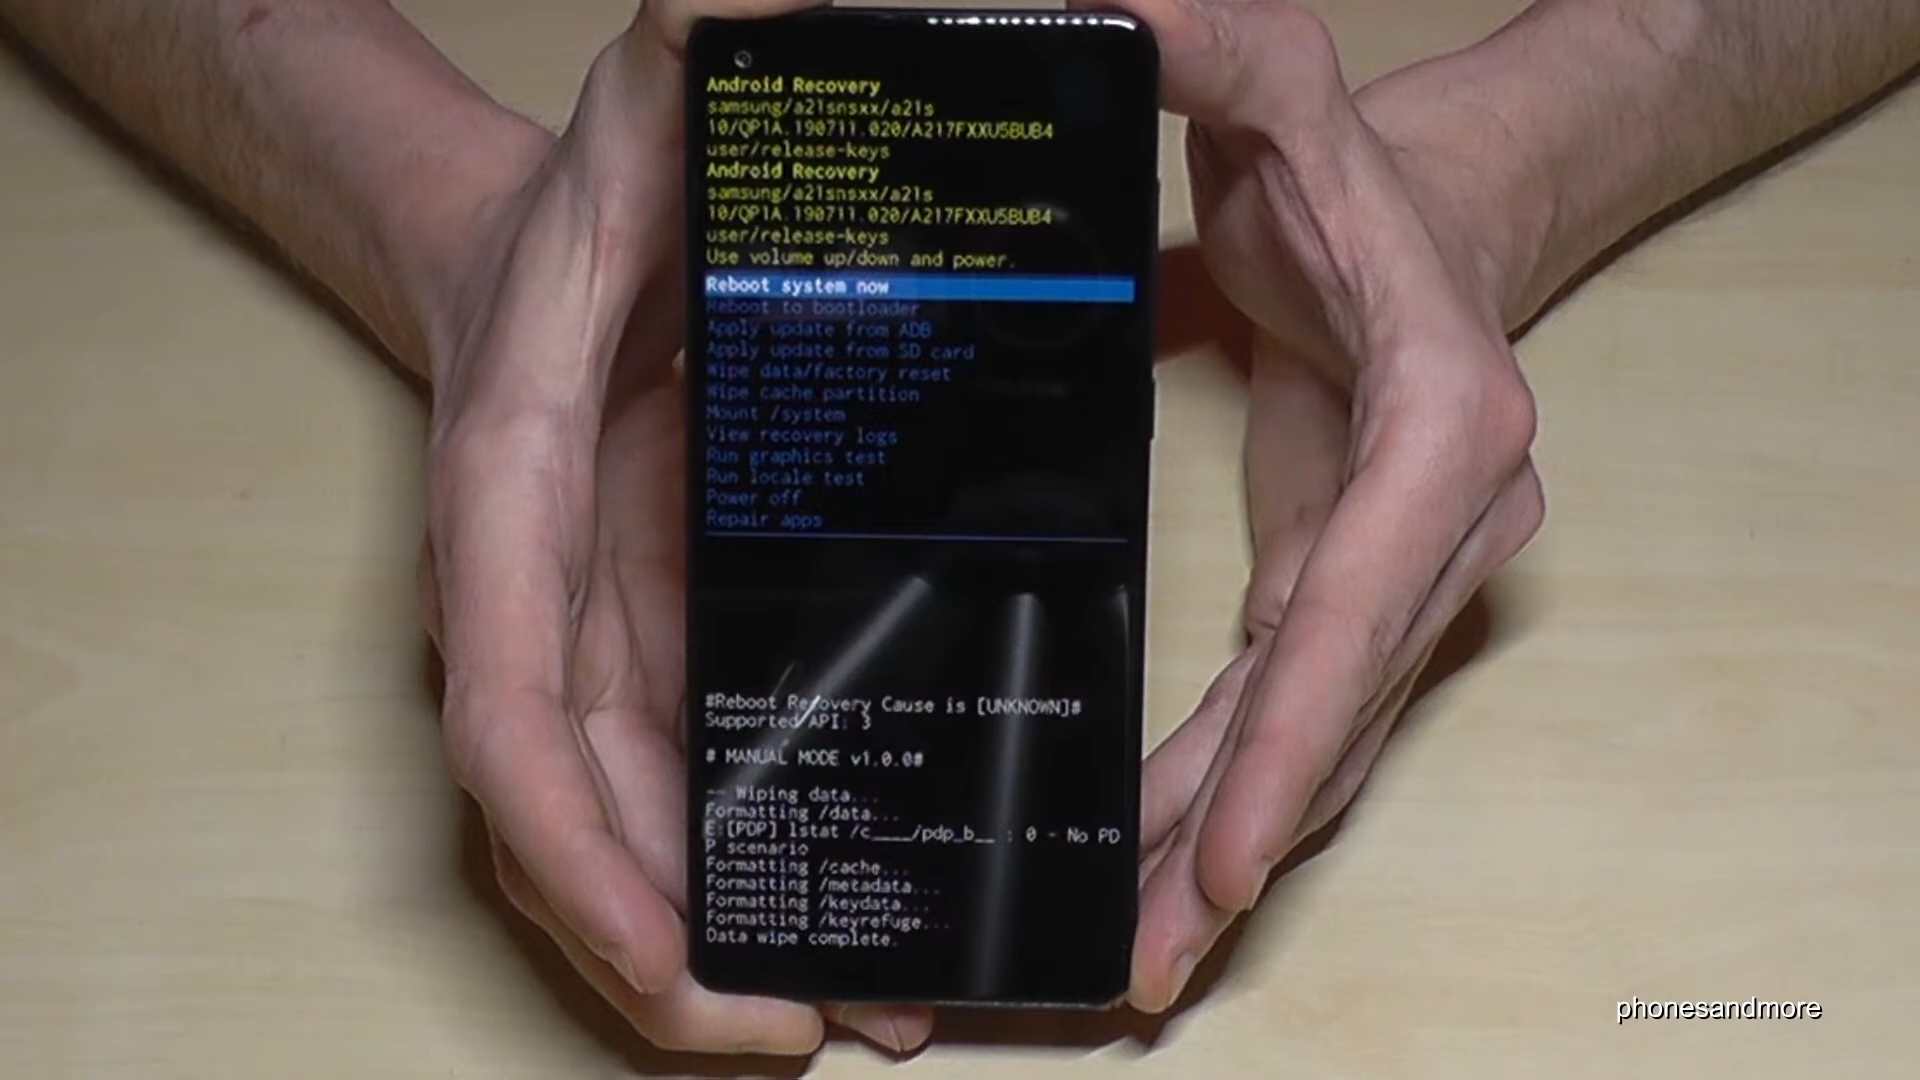 Android Recovery
samsung/a21snsxx/a21s
10/QP1A.190711.020/A217FXXU5BUB4
user/release-keys
Android Recovery
samsung/a21snsxx/a21s
10/QP1A.190711.020/A217FXXU5BUB4
user/release-keys
Use volume up/down and power.
Reboot system now
Reboot to bootloader
Apply update from ADB
Apply update from SD card
Wipe data/factory reset
Wipe cache partition
Mount /system
View recovery logs
Run graphics test
Run locale test
Power off
Repair apps
#Reboot Recovery Cause is [UNKNOWN]#
Supported API: 3
# MANUAL MODE v1.0.0#
-- Wiping data...
Formatting /data...
E:[PDP] lstat /c____/pdp_b__ : 0 - No PD
P scenario
Formatting /cache...
Formatting /metadata...
Formatting /keydata...
Formatting /keyrefuge...
Data wipe complete.
phonesandmore